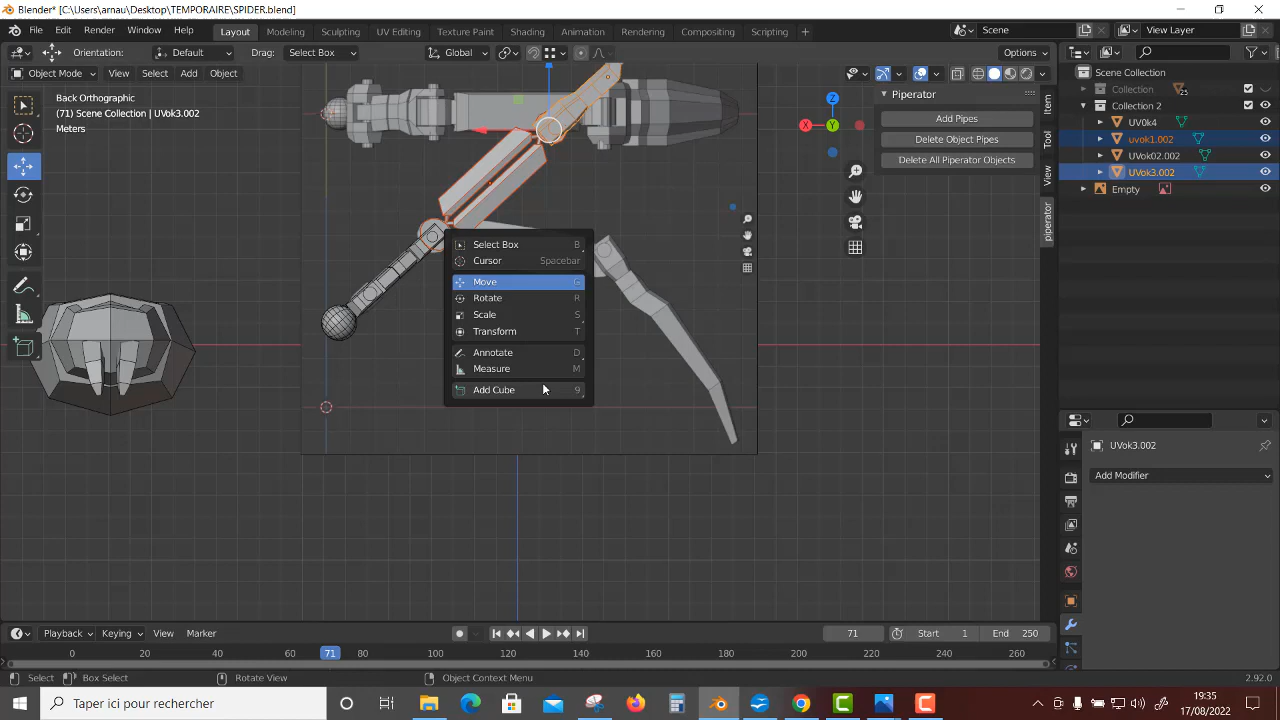 Blender* [C:\Users\arnau\Desktop\TEMPORAIRE\SPIDER.blend]
File Edit Render Window Help Layout Modeling Sculpting UV Editing Texture Paint Shading Animation Rendering Compositing Scripting + Scene View Layer
Orientation: Default Drag: Select Box Global Options
Object Mode View Select Add Object
Back Orthographic
(71) Scene Collection | UVok3.002
Meters
Select Box B
Cursor Spacebar
Move G
Rotate R
Scale S
Transform T
Annotate D
Measure M
Add Cube 9
Z
X
Y
Piperator
Add Pipes
Delete Object Pipes
Delete All Piperator Objects
Item
Tool
View
piperator
Scene Collection
Collection 25
Collection 2
UV0k4
uvok1.002
UVok02.002
UVok3.002
Empty
UVok3.002
Add Modifier
Playback Keying View Marker 71 Start 1 End 250
0 20 40 60 71 80 100 120 140 160 180 200 220 240 260
Select Box Select Rotate View Object Context Menu 2.92.0
Taper ici pour rechercher
19:35
17/08/2022